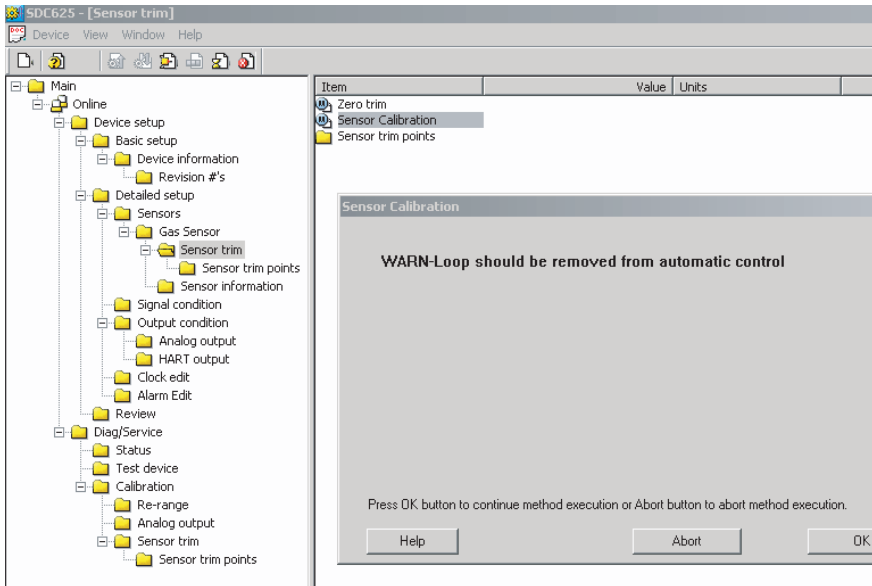 SDC625 - [Sensor trim]
Device View Window Help
Main
Online
Device setup
Basic setup
Device information
Revision #'s
Detailed setup
Sensors
Gas Sensor
Sensor trim
Sensor trim points
Sensor information
Signal condition
Output condition
Analog output
HART output
Clock edit
Alarm Edit
Review
Diag/Service
Status
Test device
Calibration
Re-range
Analog output
Sensor trim
Sensor trim points
Item Value Units
Zero trim
Sensor Calibration
Sensor trim points
Sensor Calibration
WARN-Loop should be removed from automatic control
Press OK button to continue method execution or Abort button to abort method execution.
Help Abort OK